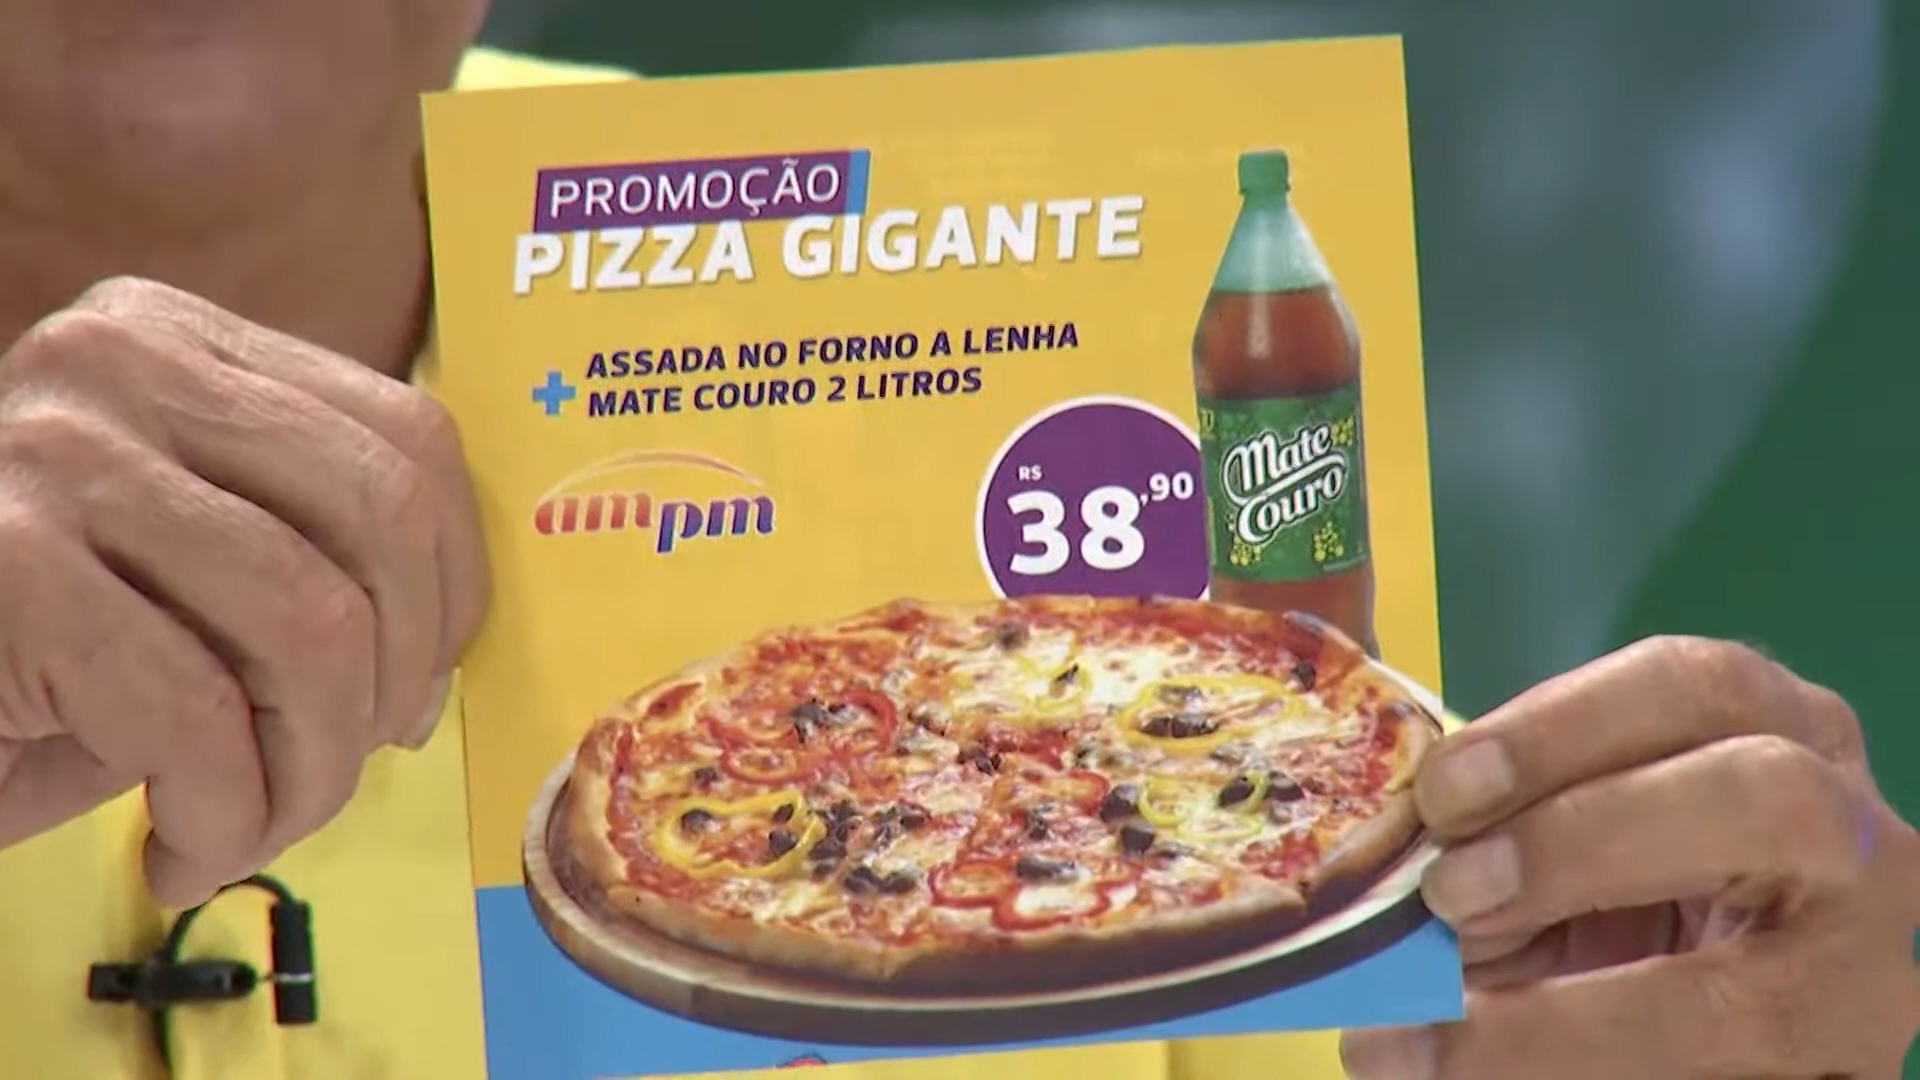 PROMOÇÃO
PIZZA GIGANTE
+ ASSADA NO FORNO A LENHA
MATE COURO 2 LITROS
ampm
R$
38,90
Mate
Couro